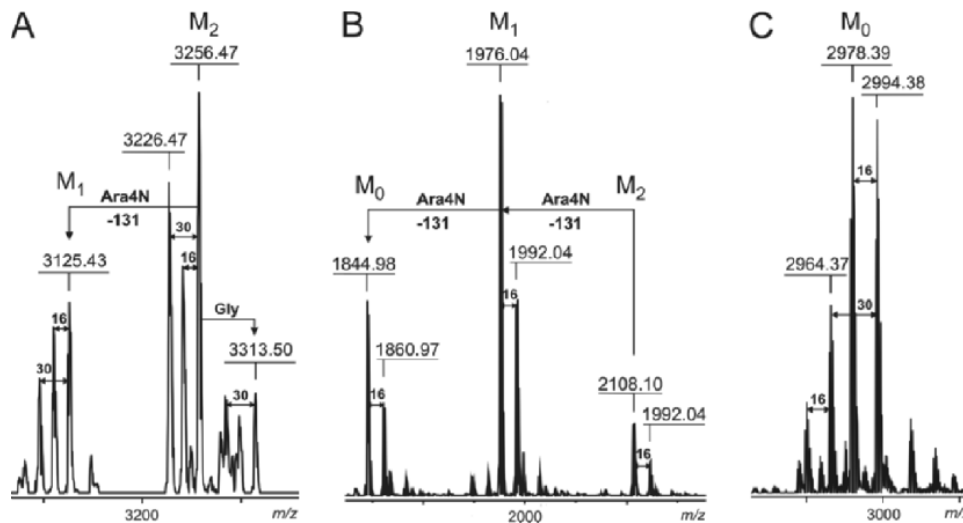 A
M2
3256.47
3226.47
M1
Ara4N
-131
30
16
3125.43
16
30
Gly
3313.50
30
3200
m/z
B
M1
1976.04
M0
Ara4N
-131
Ara4N
-131
M2
1844.98
1992.04
16
1860.97
16
2108.10
1992.04
16
2000
m/z
C
M0
2978.39
2994.38
16
2964.37
30
16
3000
m/z